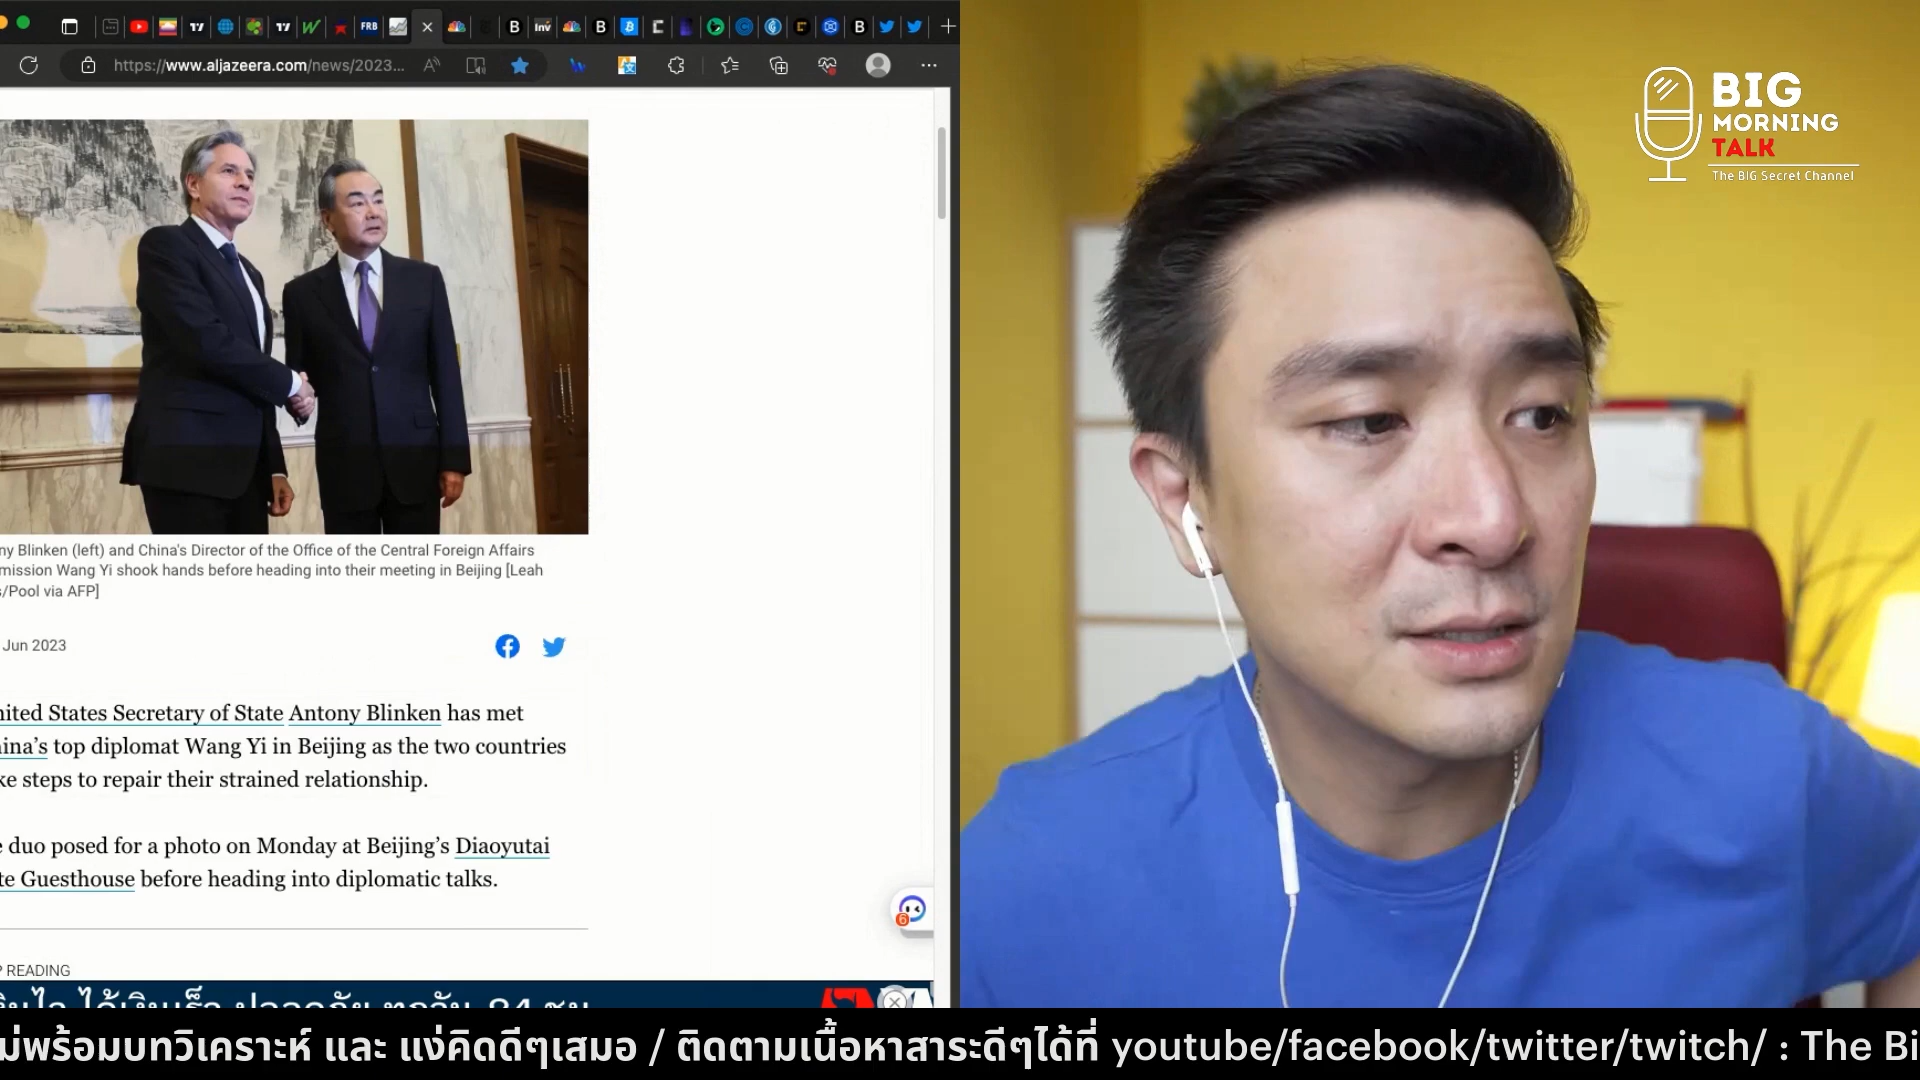 FRB
B
Inv
B
B
https://www.aljazeera.com/news/2023...
BIG
MORNING
TALK
The BIG Secret Channel
ny Blinken (left) and China's Director of the Office of the Central Foreign Affairs
mission Wang Yi shook hands before heading into their meeting in Beijing [Leah
s/Pool via AFP]
Jun 2023
nited States Secretary of State Antony Blinken has met
ina's top diplomat Wang Yi in Beijing as the two countries
ke steps to repair their strained relationship.
e duo posed for a photo on Monday at Beijing's Diaoyutai
te Guesthouse before heading into diplomatic talks.
6
P READING
ม่พร้อมบทวิเคราะห์ และ แง่คิดดีๆเสมอ / ติดตามเนื้อหาสาระดีๆได้ที่ youtube/facebook/twitter/twitch/ : The Bi